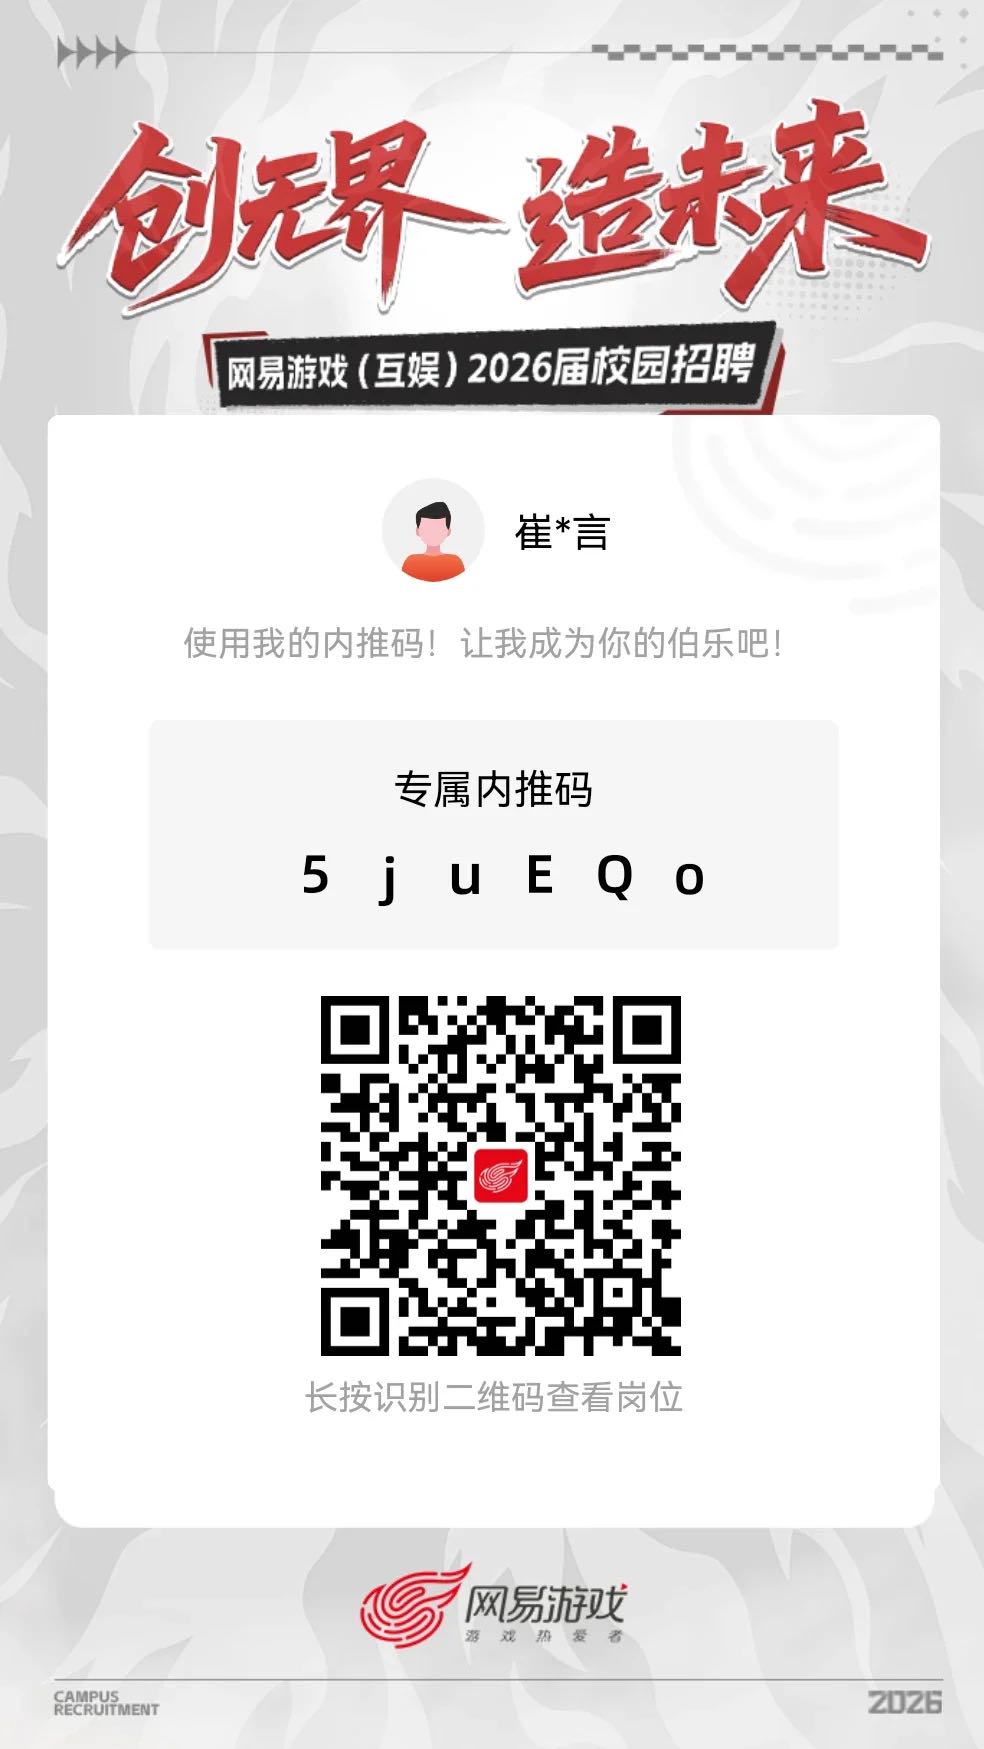 创无界 造未来
网易游戏(互娱)2026届校园招聘
崔*言
使用我的内推码！让我成为你的伯乐吧！
专属内推码
5 j u E Q o
长按识别二维码查看岗位
网易游戏
游戏热爱者
CAMPUS
RECRUITMENT
2026